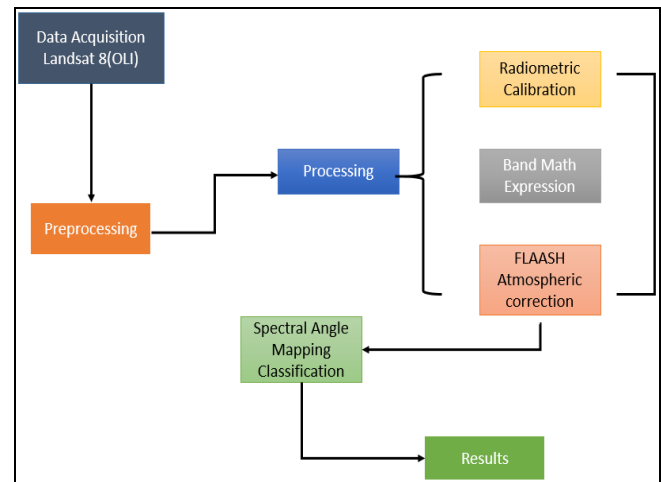 Data Acquisition
Landsat 8(OLI)
Radiometric
Calibration
Processing
Band Math
Expression
Preprocessing
FLAASH
Atmospheric
correction
Spectral Angle
Mapping
Classification
Results